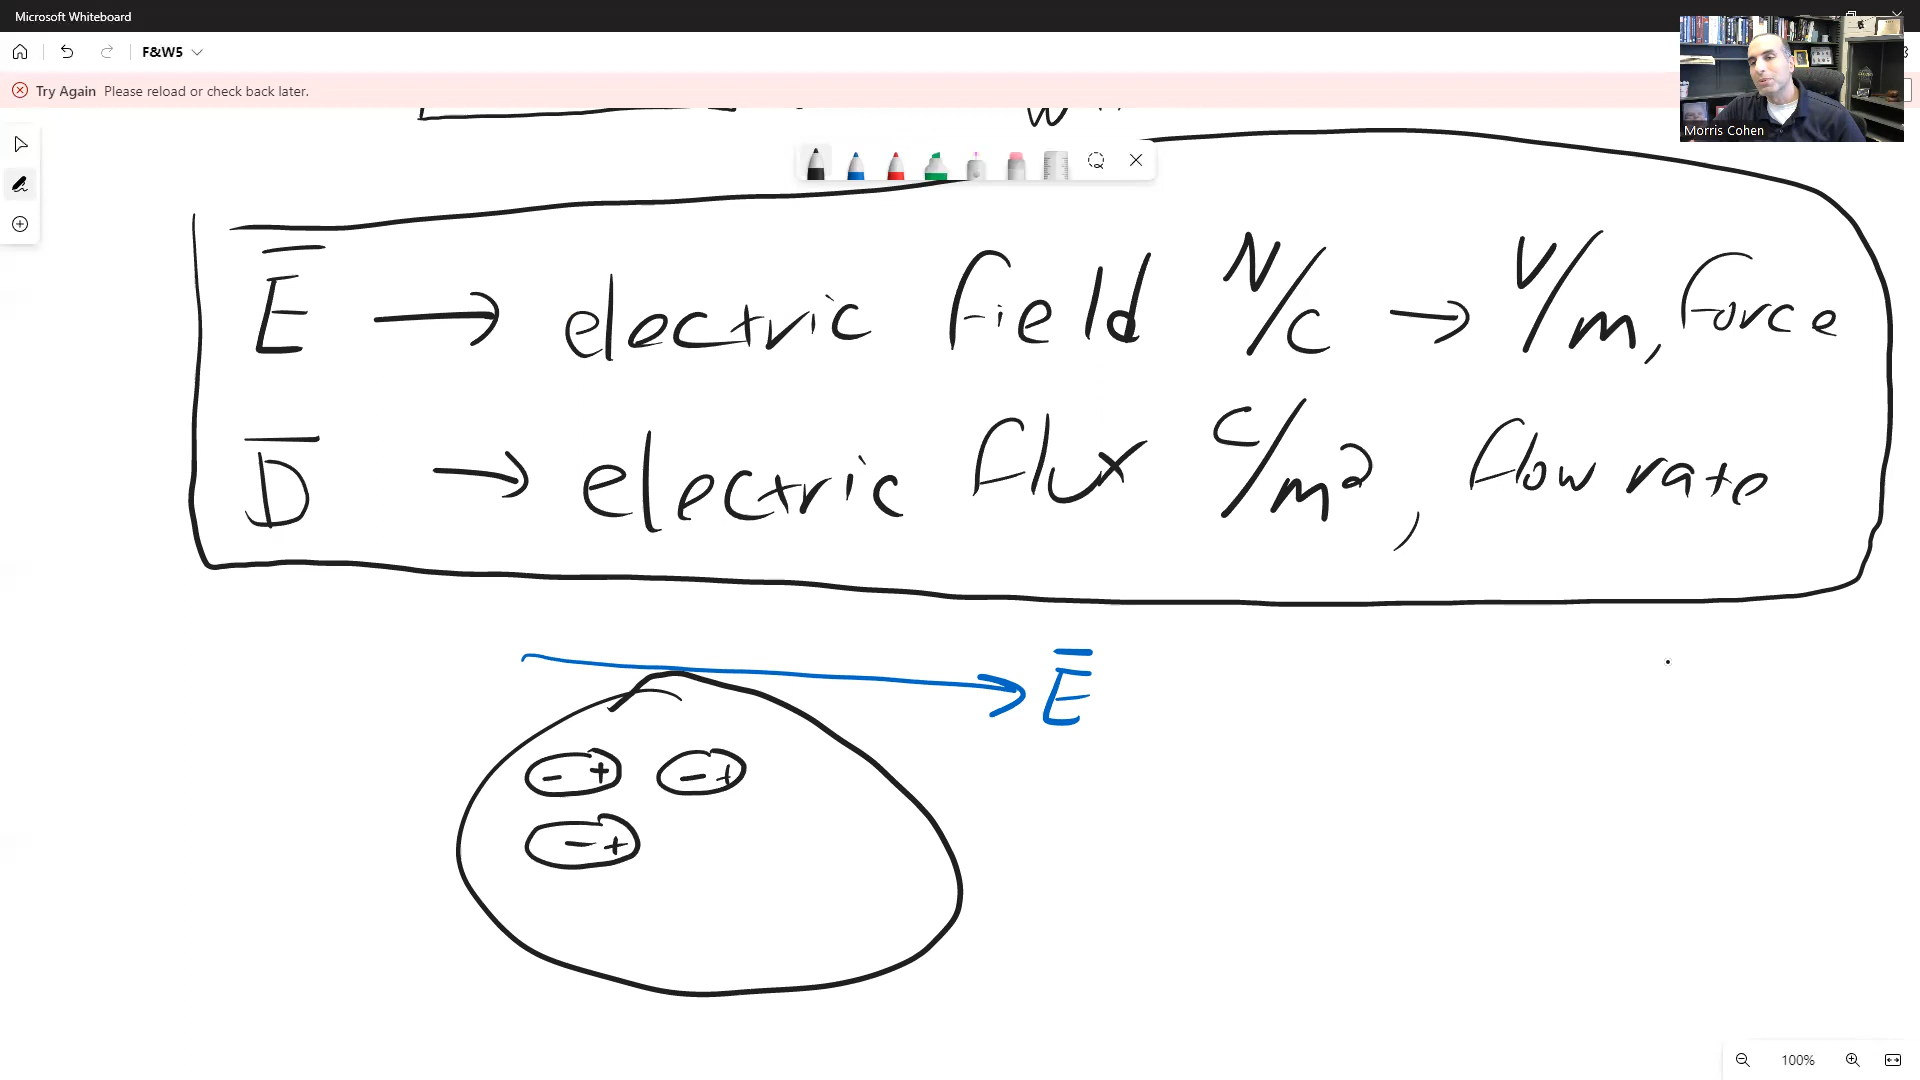 Microsoft Whiteboard
F&W5
Try Again Please reload or check back later.
Morris Cohen
E → electric field N/C → V/m, force
D → electric flux C/m², flow rate
E
- + - +
- +
100%